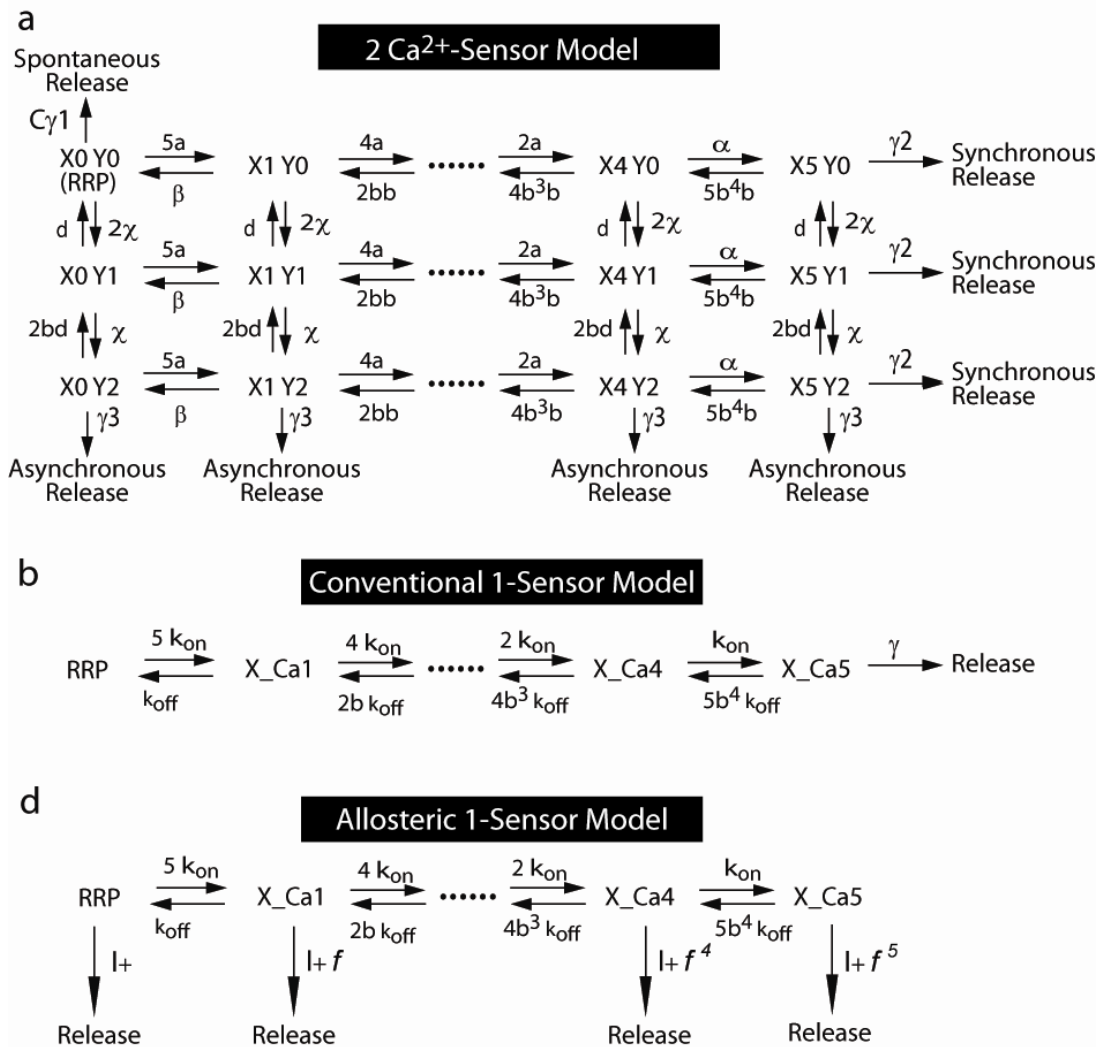 a
2 Ca²⁺-Sensor Model
Spontaneous
Release
Cγ1
5a 4a 2a α γ2
X0 Y0 X1 Y0 ...... X4 Y0 X5 Y0 Synchronous
(RRP) Release
β 2bb 4b³b 5b⁴b
d 2χ d 2χ d 2χ d 2χ
5a 4a 2a α γ2
X0 Y1 X1 Y1 ...... X4 Y1 X5 Y1 Synchronous
Release
β 2bb 4b³b 5b⁴b
2bd χ 2bd χ 2bd χ 2bd χ
5a 4a 2a α γ2
X0 Y2 X1 Y2 ...... X4 Y2 X5 Y2 Synchronous
Release
β 2bb 4b³b 5b⁴b
γ3 γ3 γ3 γ3
Asynchronous Asynchronous Asynchronous Asynchronous
Release Release Release Release
b
Conventional 1-Sensor Model
5 kon 4 kon 2 kon kon γ
RRP X_Ca1 ...... X_Ca4 X_Ca5 Release
koff 2b koff 4b³ koff 5b⁴ koff
d
Allosteric 1-Sensor Model
5 kon 4 kon 2 kon kon
RRP X_Ca1 ...... X_Ca4 X_Ca5
koff 2b koff 4b³ koff 5b⁴ koff
l+ l+ f l+ f⁴ l+ f⁵
Release Release Release Release